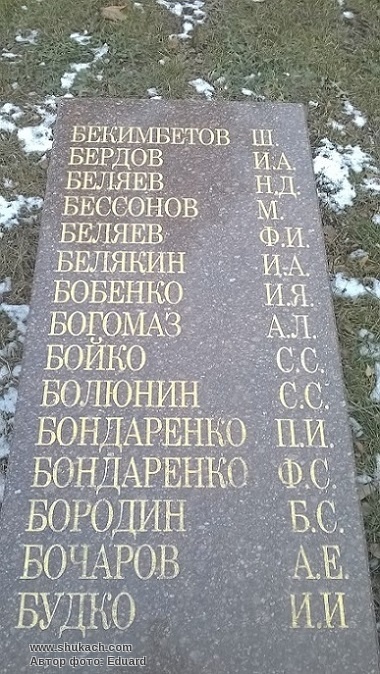 БЕКИМБЕТОВ Ш.
БЕРДОВ И.А.
БЕЛЯЕВ Н.Д.
БЕССОНОВ М.
БЕЛЯЕВ Ф.И.
БЕЛЯКИН И.А.
БОБЕНКО И.Я.
БОГОМАЗ А.Л.
БОЙКО С.С.
БОЛЮНИН С.С.
БОНДАРЕНКО П.И.
БОНДАРЕНКО Ф.С.
БОРОДИН Б.С.
БОЧАРОВ А.Е.
БУДКО И.И
www.shukach.com
Автор фото: Eduard